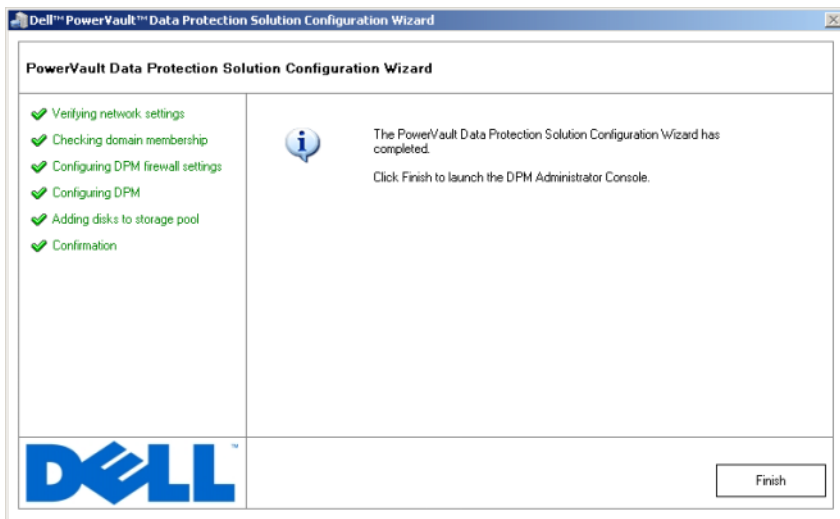 Dell™ PowerVault™ Data Protection Solution Configuration Wizard
PowerVault Data Protection Solution Configuration Wizard
Verifying network settings
Checking domain membership
Configuring DPM firewall settings
Configuring DPM
Adding disks to storage pool
Confirmation
The PowerVault Data Protection Solution Configuration Wizard has
completed.
Click Finish to launch the DPM Administrator Console.
DELL™
Finish